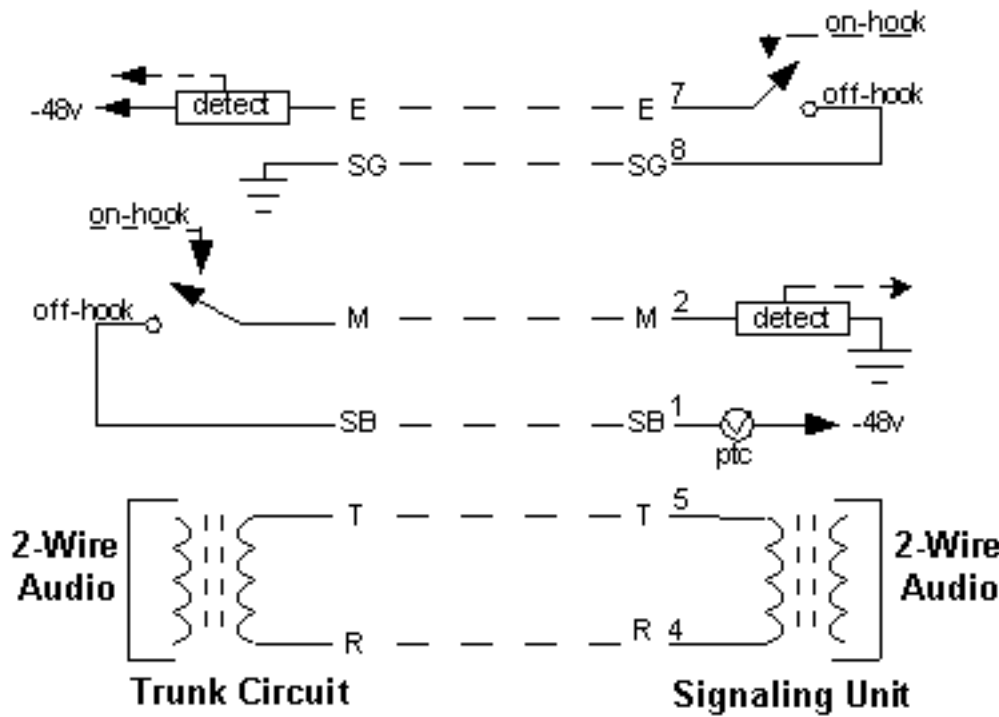 on-hook
-48v detect E E 7 off-hook
SG SG 8
on-hook
off-hook M M 2 detect
SB SB 1 -48v
ptc
T T 5
2-Wire Audio 2-Wire Audio
R R 4
Trunk Circuit Signaling Unit